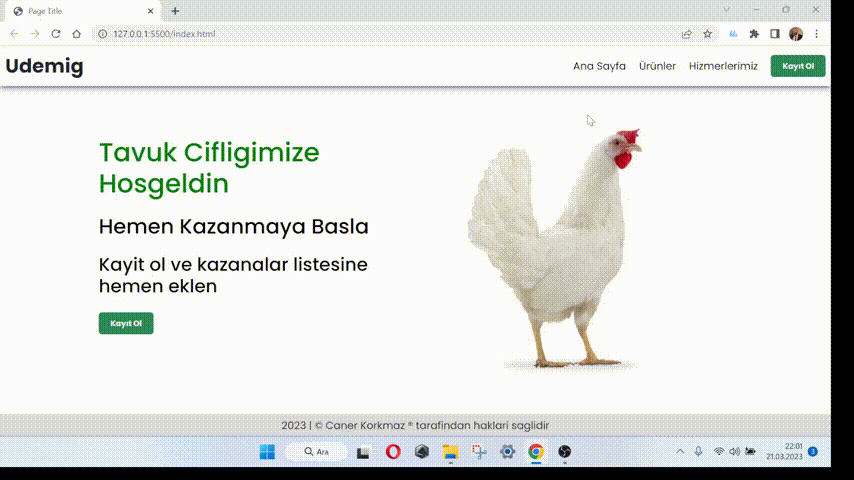 Page Title
127.0.0.1:5500/index.html
Udemig
Ana Sayfa
Ürünler
Hizmerlerimiz
Kayıt Ol
Tavuk Cifligimize
Hosgeldin
Hemen Kazanmaya Basla
Kayit ol ve kazanalar listesine
hemen eklen
Kayıt Ol
2023 | © Caner Korkmaz ® tarafindan haklari saglidir
Ara
22:01
21.03.2023
3